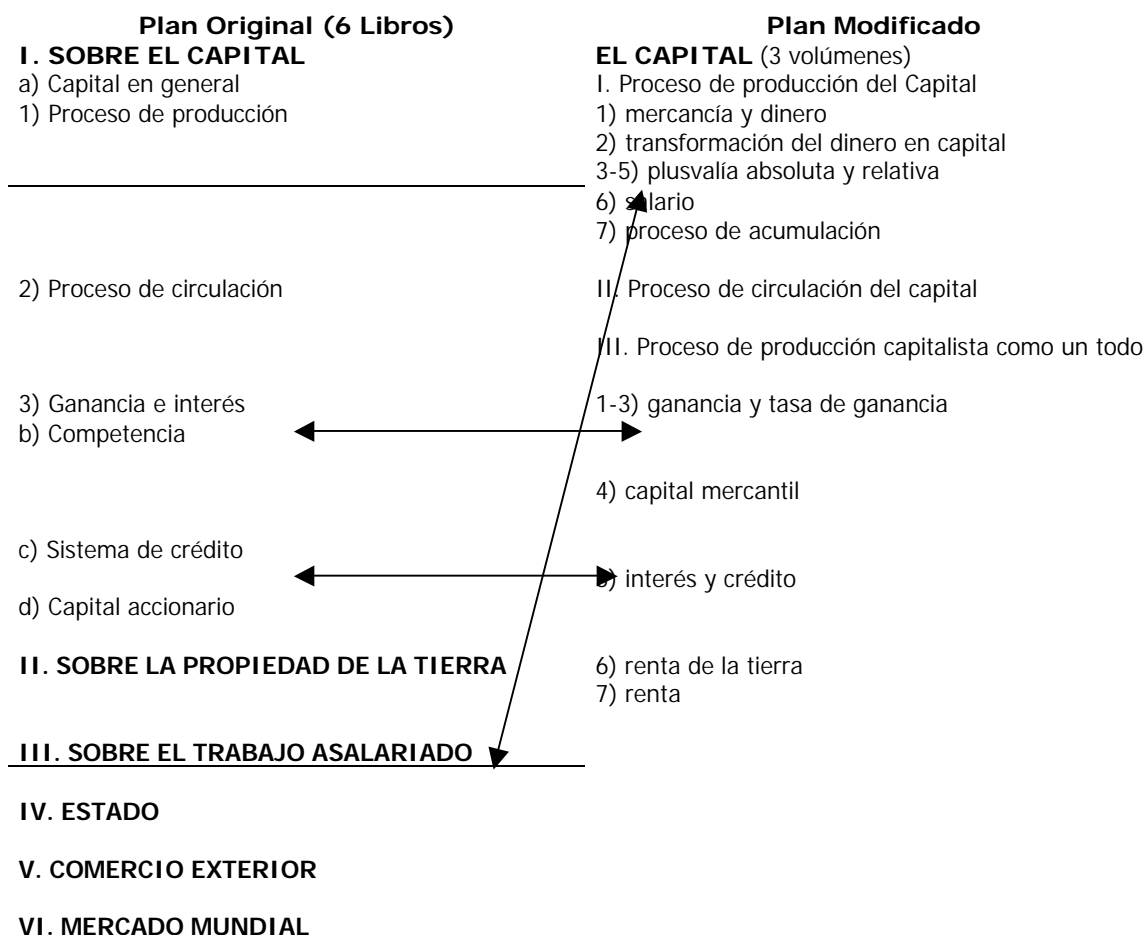 Plan Original (6 Libros)
I. SOBRE EL CAPITAL
a) Capital en general
1) Proceso de producción
2) Proceso de circulación
3) Ganancia e interés
b) Competencia
c) Sistema de crédito
d) Capital accionario
II. SOBRE LA PROPIEDAD DE LA TIERRA
III. SOBRE EL TRABAJO ASALARIADO
IV. ESTADO
V. COMERCIO EXTERIOR
VI. MERCADO MUNDIAL
Plan Modificado
EL CAPITAL (3 volúmenes)
I. Proceso de producción del Capital
1) mercancía y dinero
2) transformación del dinero en capital
3-5) plusvalía absoluta y relativa
6) salario
7) proceso de acumulación
II. Proceso de circulación del capital
III. Proceso de producción capitalista como un todo
1-3) ganancia y tasa de ganancia
4) capital mercantil
5) interés y crédito
6) renta de la tierra
7) renta